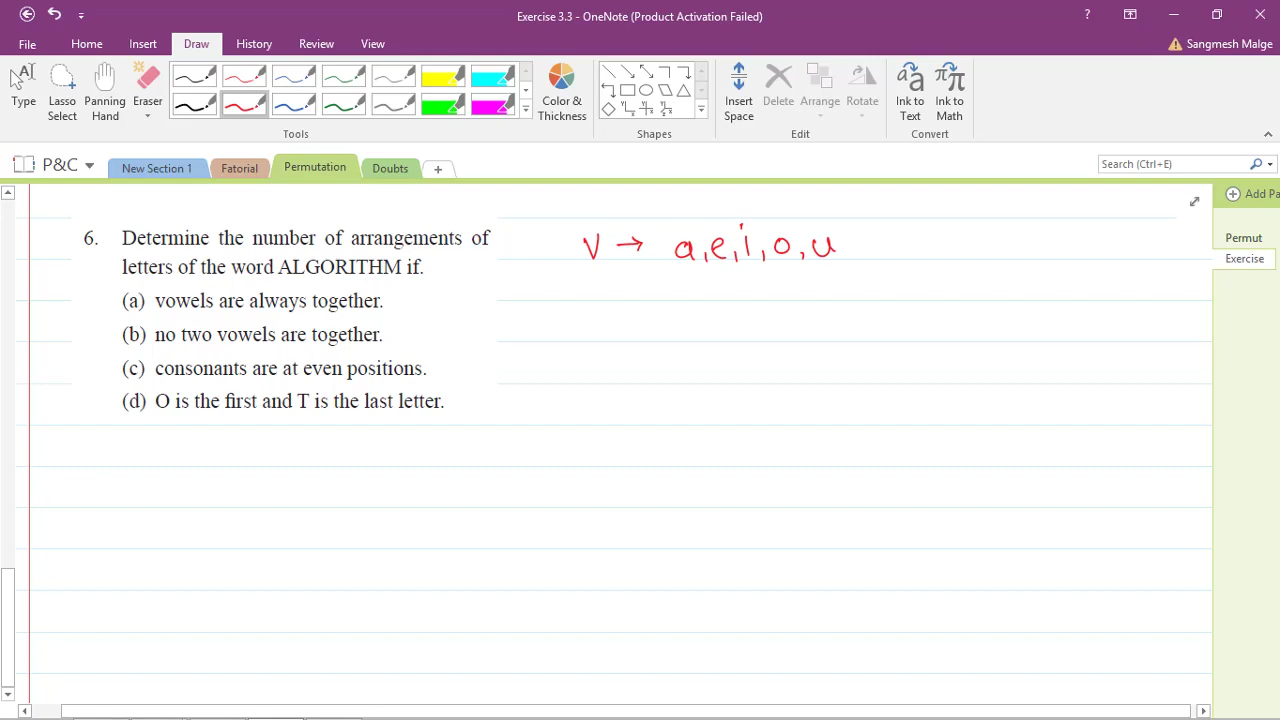 Exercise 3.3 - OneNote (Product Activation Failed)
?
File Home Insert Draw History Review View
Sangmesh Malge
Type
Lasso Select
Panning Hand
Eraser
Color & Thickness
Insert Space
Delete
Arrange
Rotate
Ink to Text
Ink to Math
Tools
Shapes
Edit
Convert
P&C
New Section 1
Fatorial
Permutation
Doubts
Search (Ctrl+E)
Add Pa
Permut
Exercise
6. Determine the number of arrangements of
letters of the word ALGORITHM if.
(a) vowels are always together.
(b) no two vowels are together.
(c) consonants are at even positions.
(d) O is the first and T is the last letter.
V → a, e, i, o, u